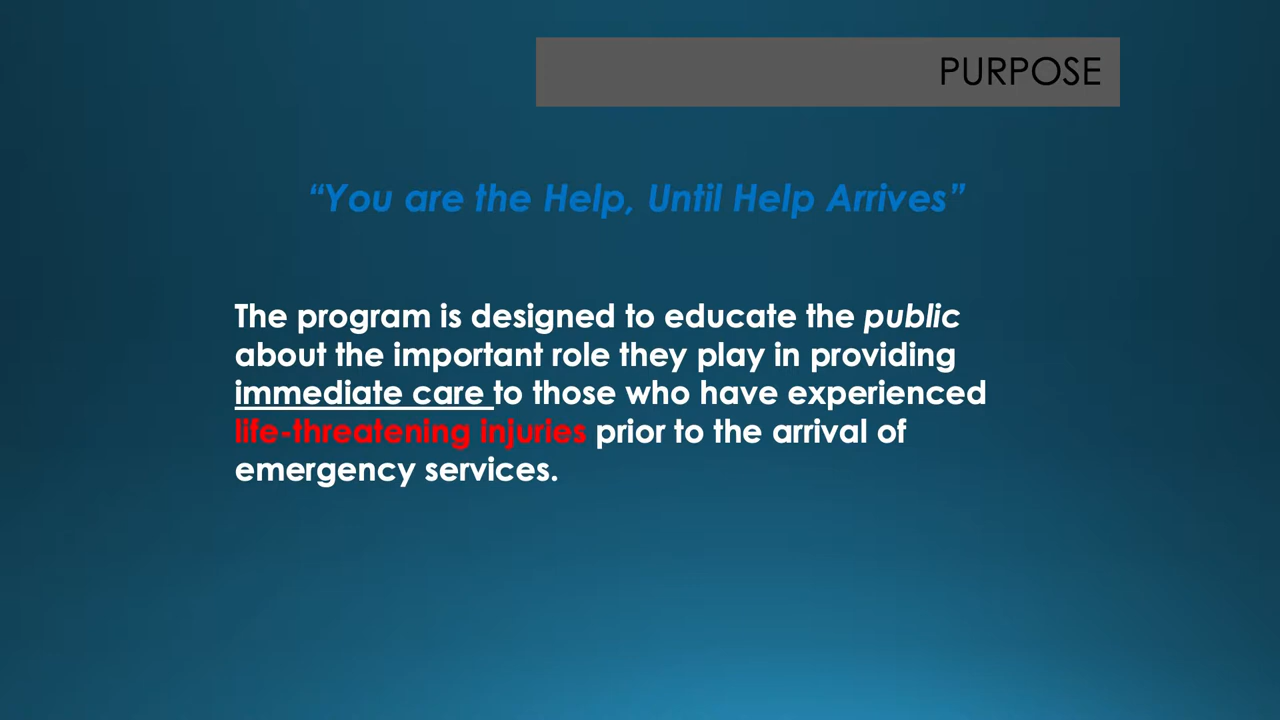 PURPOSE
“You are the Help, Until Help Arrives”
The program is designed to educate the public
about the important role they play in providing
immediate care to those who have experienced
life-threatening injuries prior to the arrival of
emergency services.